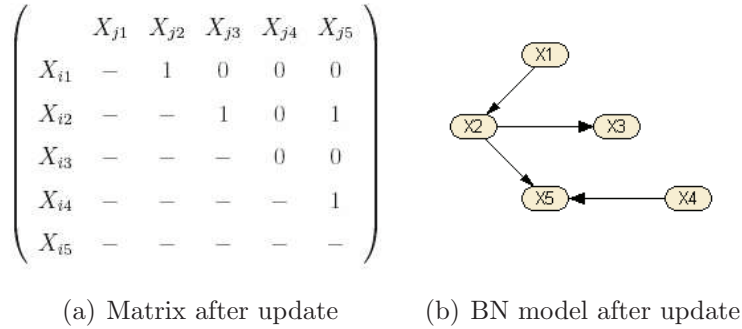 X_{j1} X_{j2} X_{j3} X_{j4} X_{j5}
X_{i1} – 1 0 0 0
X_{i2} – – 1 0 1
X_{i3} – – – 0 0
X_{i4} – – – – 1
X_{i5} – – – – –
X1
X2 X3
X5 X4
(a) Matrix after update
(b) BN model after update